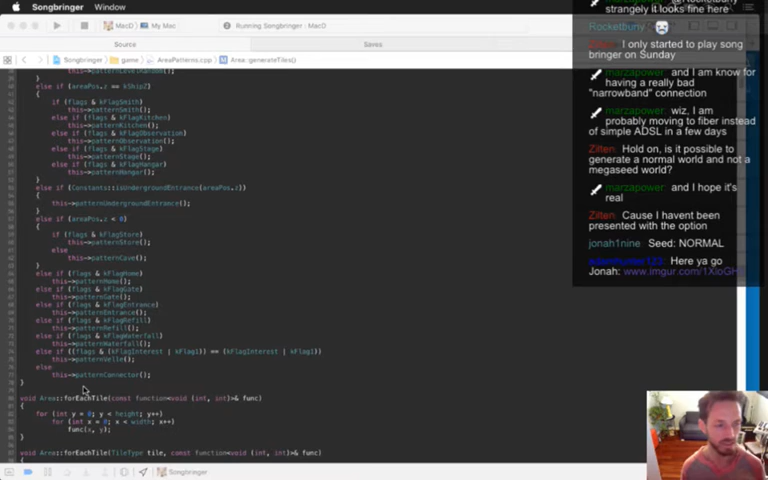 Songbringer Window
MacD My Mac
Running Songbringer : MacD
Source
Saves
Songbringer game AreaPatterns.cpp Area::generateTiles()
this->patternLevelRandom();
else if (areaPos.z == kShipZ)
{
if (flags & kFlagSmith)
this->patternSmith();
else if (flags & kFlagKitchen)
this->patternKitchen();
else if (flags & kFlagObservation)
this->patternObservation();
else if (flags & kFlagStage)
this->patternStage();
else if (flags & kFlagHangar)
this->patternHangar();
}
else if (Constants::isUndergroundEntrance(areaPos.z))
{
this->patternUndergroundEntrance();
}
else if (areaPos.z < 0)
{
if (flags & kFlagStore)
this->patternStore();
else
this->patternCave();
}
else if (flags & kFlagHome)
this->patternHome();
else if (flags & kFlagGate)
this->patternGate();
else if (flags & kFlagEntrance)
this->patternEntrance();
else if (flags & kFlagRefill)
this->patternRefill();
else if (flags & kFlagWaterfall)
this->patternWaterfall();
else if ((flags & (kFlagInterest | kFlag1)) == (kFlagInterest | kFlag1))
this->patternVelle();
else
this->patternConnector();
}
void Area::forEachTile(const function<void (int, int)>& func)
{
for (int y = 0; y < height; y++)
for (int x = 0; x < width; x++)
func(x, y);
}
void Area::forEachTile(TileType tile, const function<void (int, int)>& func)
Songbringer
strangely it looks fine here
Rocketbuny
Zilten: I only started to play song
bringer on Sunday
marzapower: and I am know for
having a really bad
"narrowband" connection
marzapower: wiz, I am
probably moving to fiber instead
of simple ADSL in a few days
Zilten: Hold on, is it possible to
generate a normal world and not a
megaseed world?
marzapower: and I hope it's
real
Zilten: Cause I havent been
presented with the option
jonah1nine: Seed: NORMAL
Here ya go
Jonah: